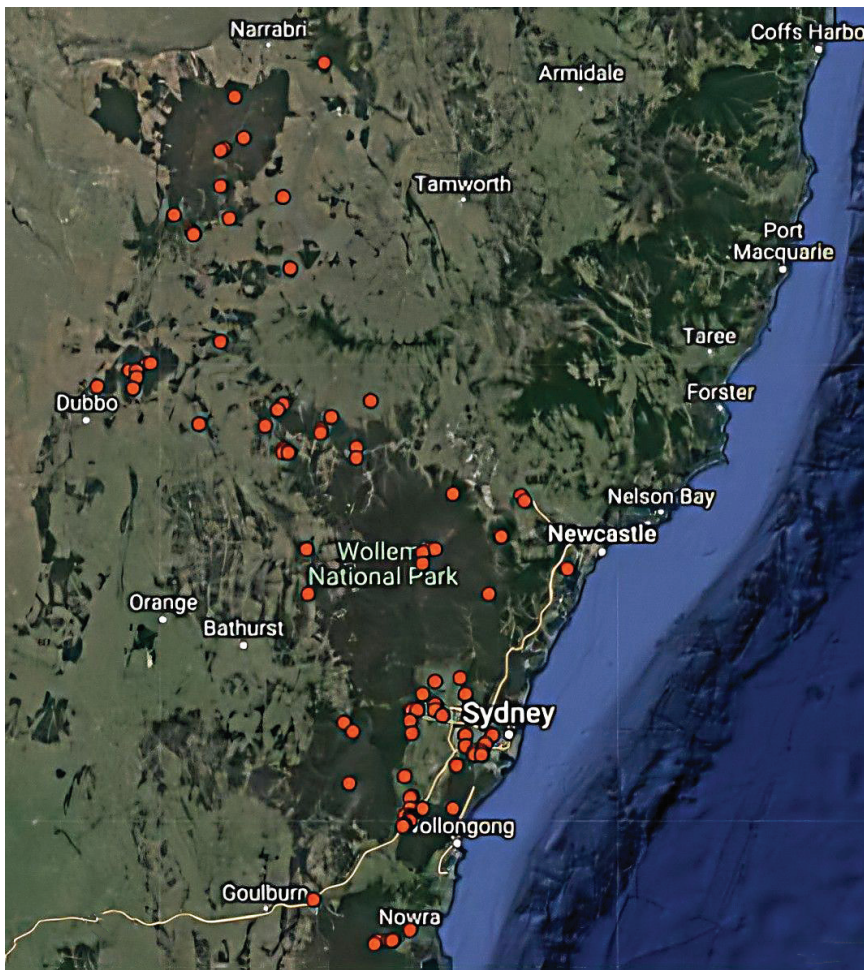 Narrabri
Coffs Harbo
Armidale
Tamworth
Port
Macquarie
Taree
Forster
Dubbo
Nelson Bay
Newcastle
Wollem
National Park
Orange
Bathurst
Sydney
Vollongong
Goulburn
Nowra